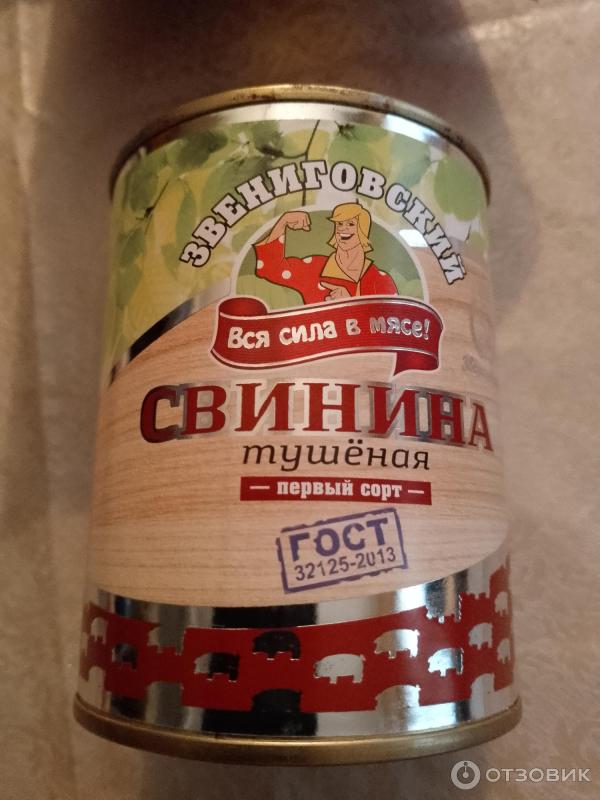 ЗВЕНИГОВСКИЙ
Вся сила в мясе!
СВИНИНА
тушёная
— первый сорт —
ГОСТ
32125-2013
ОТЗОВИК